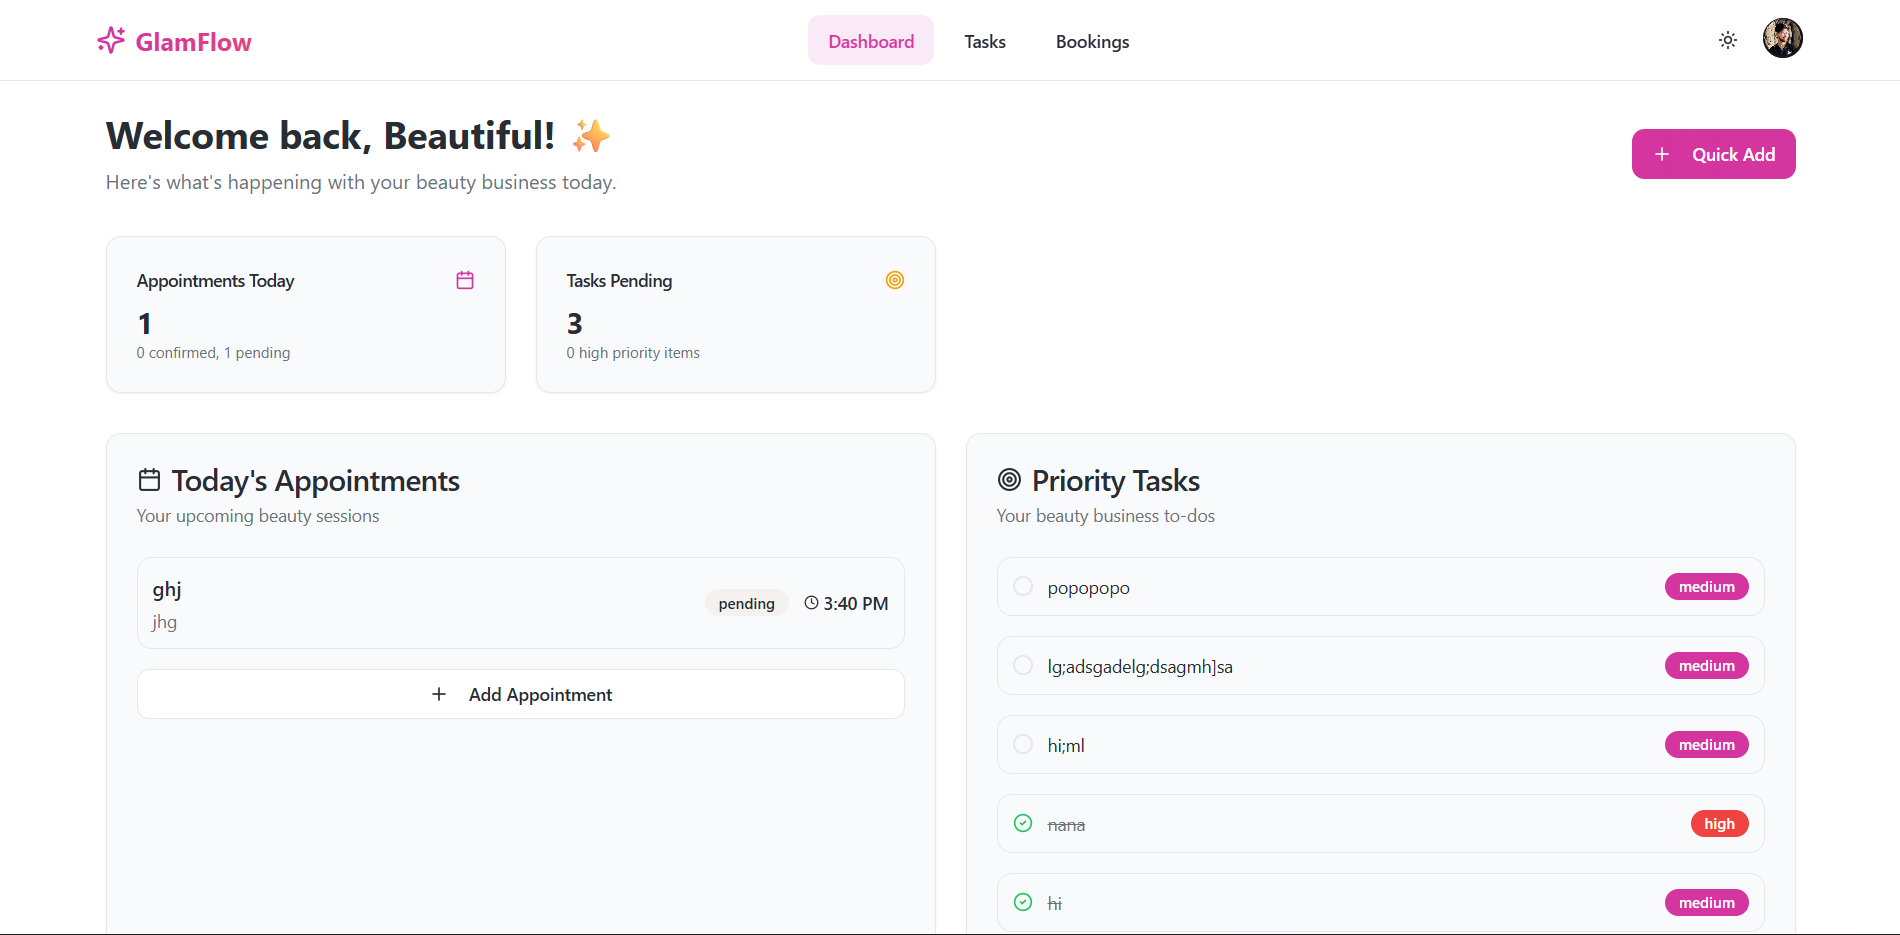 GlamFlow
Dashboard
Tasks
Bookings
Welcome back, Beautiful! ✨
Here's what's happening with your beauty business today.
Quick Add
Appointments Today
1
0 confirmed, 1 pending
Tasks Pending
3
0 high priority items
Today's Appointments
Your upcoming beauty sessions
ghj
jhg
pending
3:40 PM
Add Appointment
Priority Tasks
Your beauty business to-dos
popopopo
medium
lg;adsgadelg;dsagmh]sa
medium
hi;ml
medium
nana
high
hi
medium